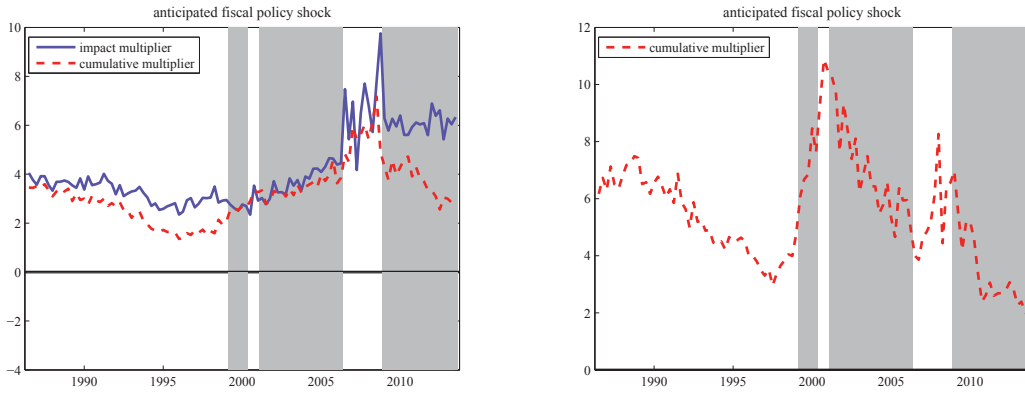 anticipated fiscal policy shock
10
8
6
4
2
0
−2
−4
impact multiplier
cumulative multiplier
1990 1995 2000 2005 2010
anticipated fiscal policy shock
12
10
8
6
4
2
0
cumulative multiplier
1990 1995 2000 2005 2010